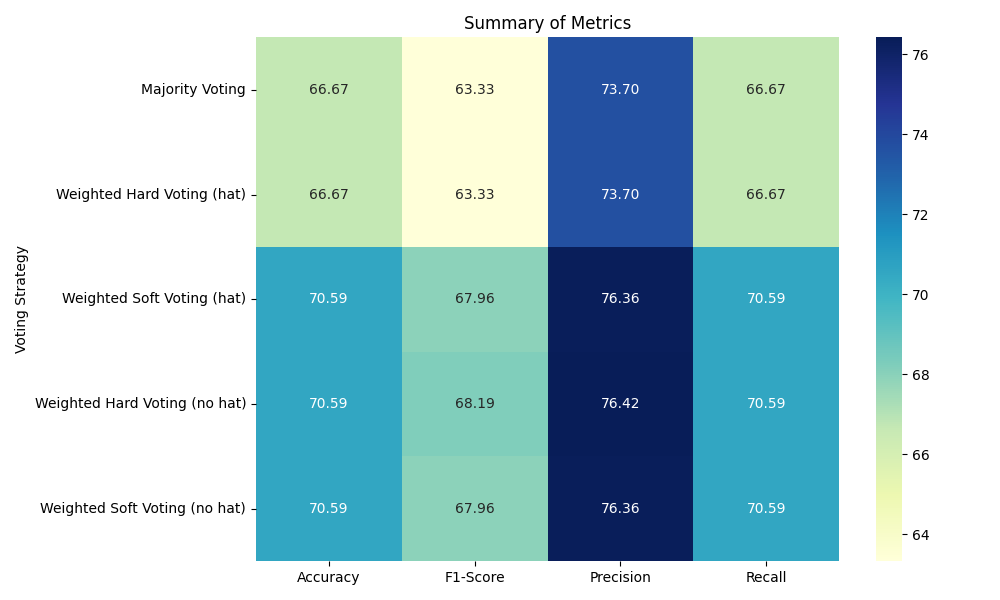 Summary of Metrics
Voting Strategy
Majority Voting 66.67 63.33 73.70 66.67
Weighted Hard Voting (hat) 66.67 63.33 73.70 66.67
Weighted Soft Voting (hat) 70.59 67.96 76.36 70.59
Weighted Hard Voting (no hat) 70.59 68.19 76.42 70.59
Weighted Soft Voting (no hat) 70.59 67.96 76.36 70.59
Accuracy F1-Score Precision Recall
76
74
72
70
68
66
64